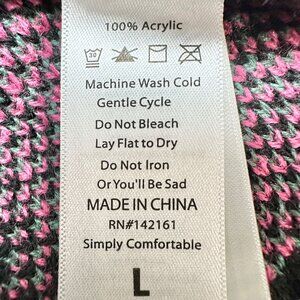 100% Acrylic
30
Machine Wash Cold
Gentle Cycle
Do Not Bleach
Lay Flat to Dry
Do Not Iron
Or You'll Be Sad
MADE IN CHINA
RN#142161
Simply Comfortable
L